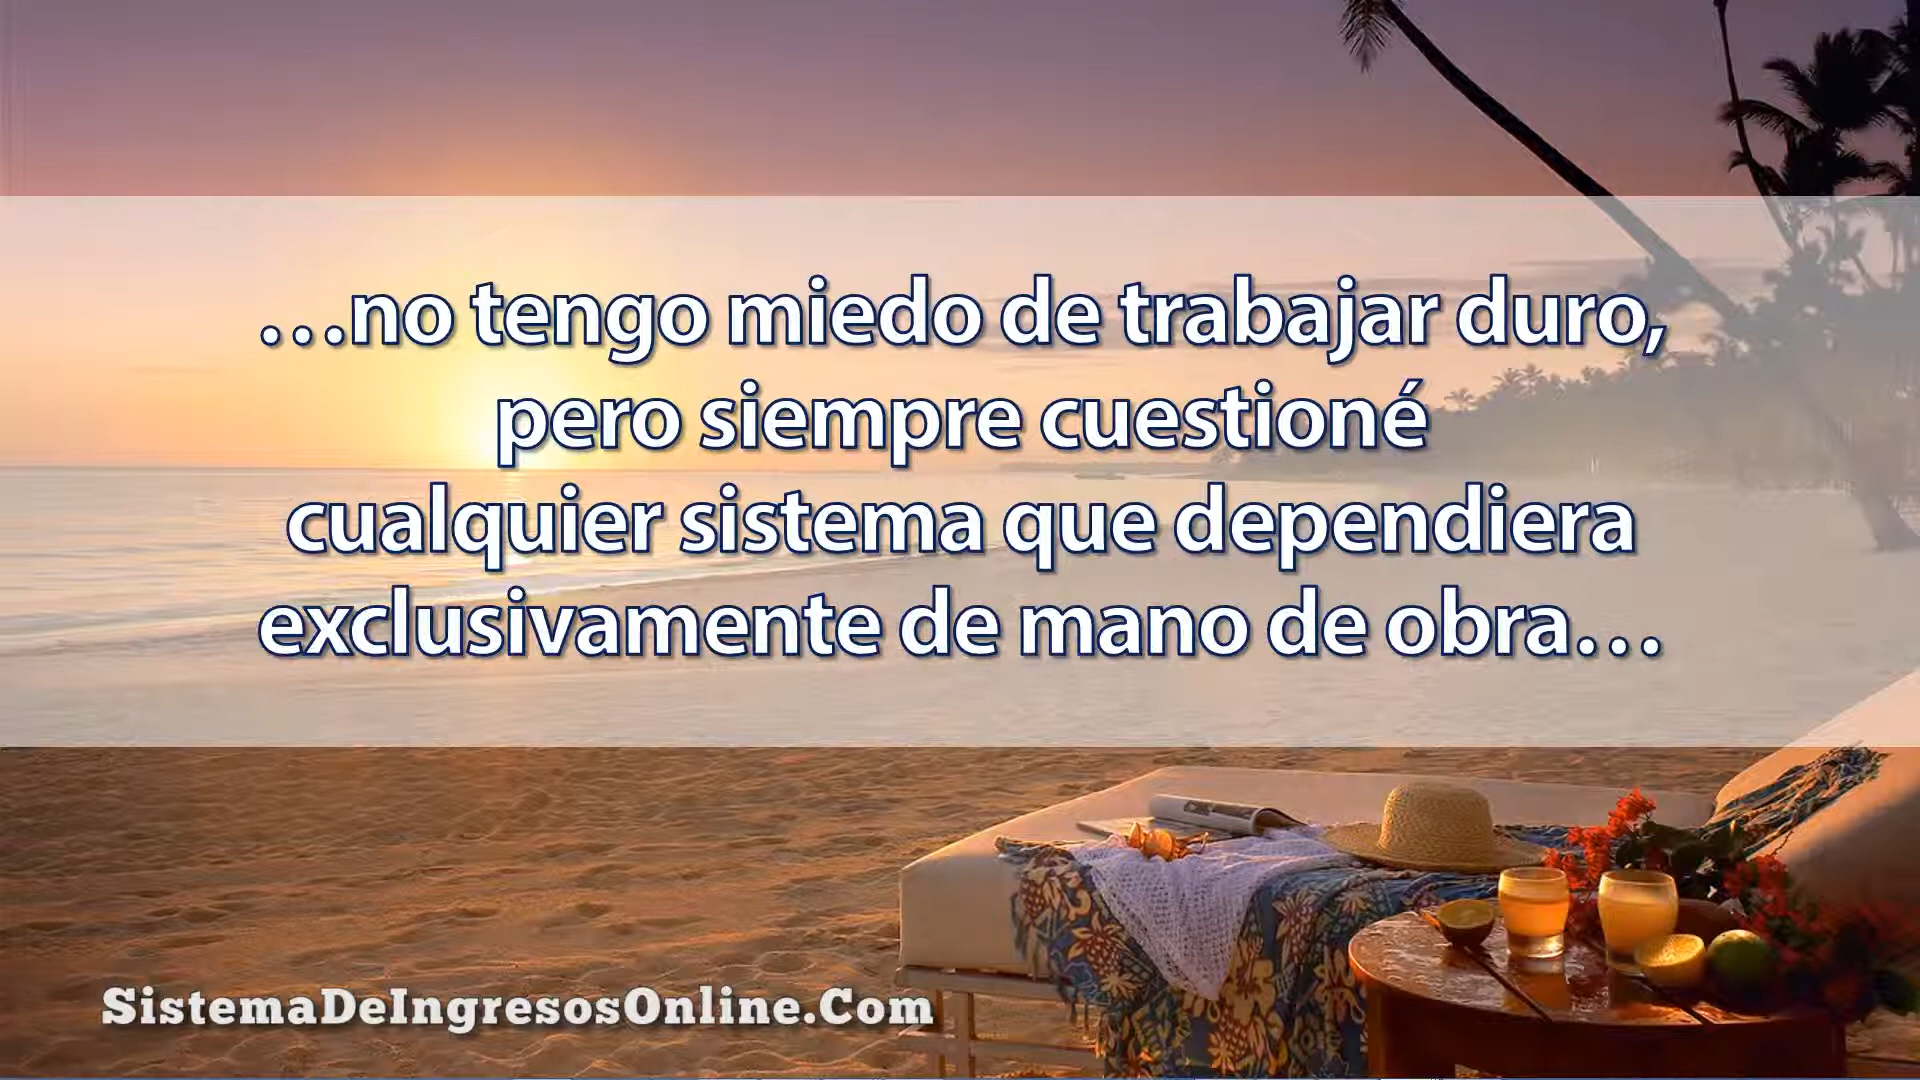 …no tengo miedo de trabajar duro,
pero siempre cuestioné
cualquier sistema que dependiera
exclusivamente de mano de obra…
SistemaDeIngresosOnline.Com